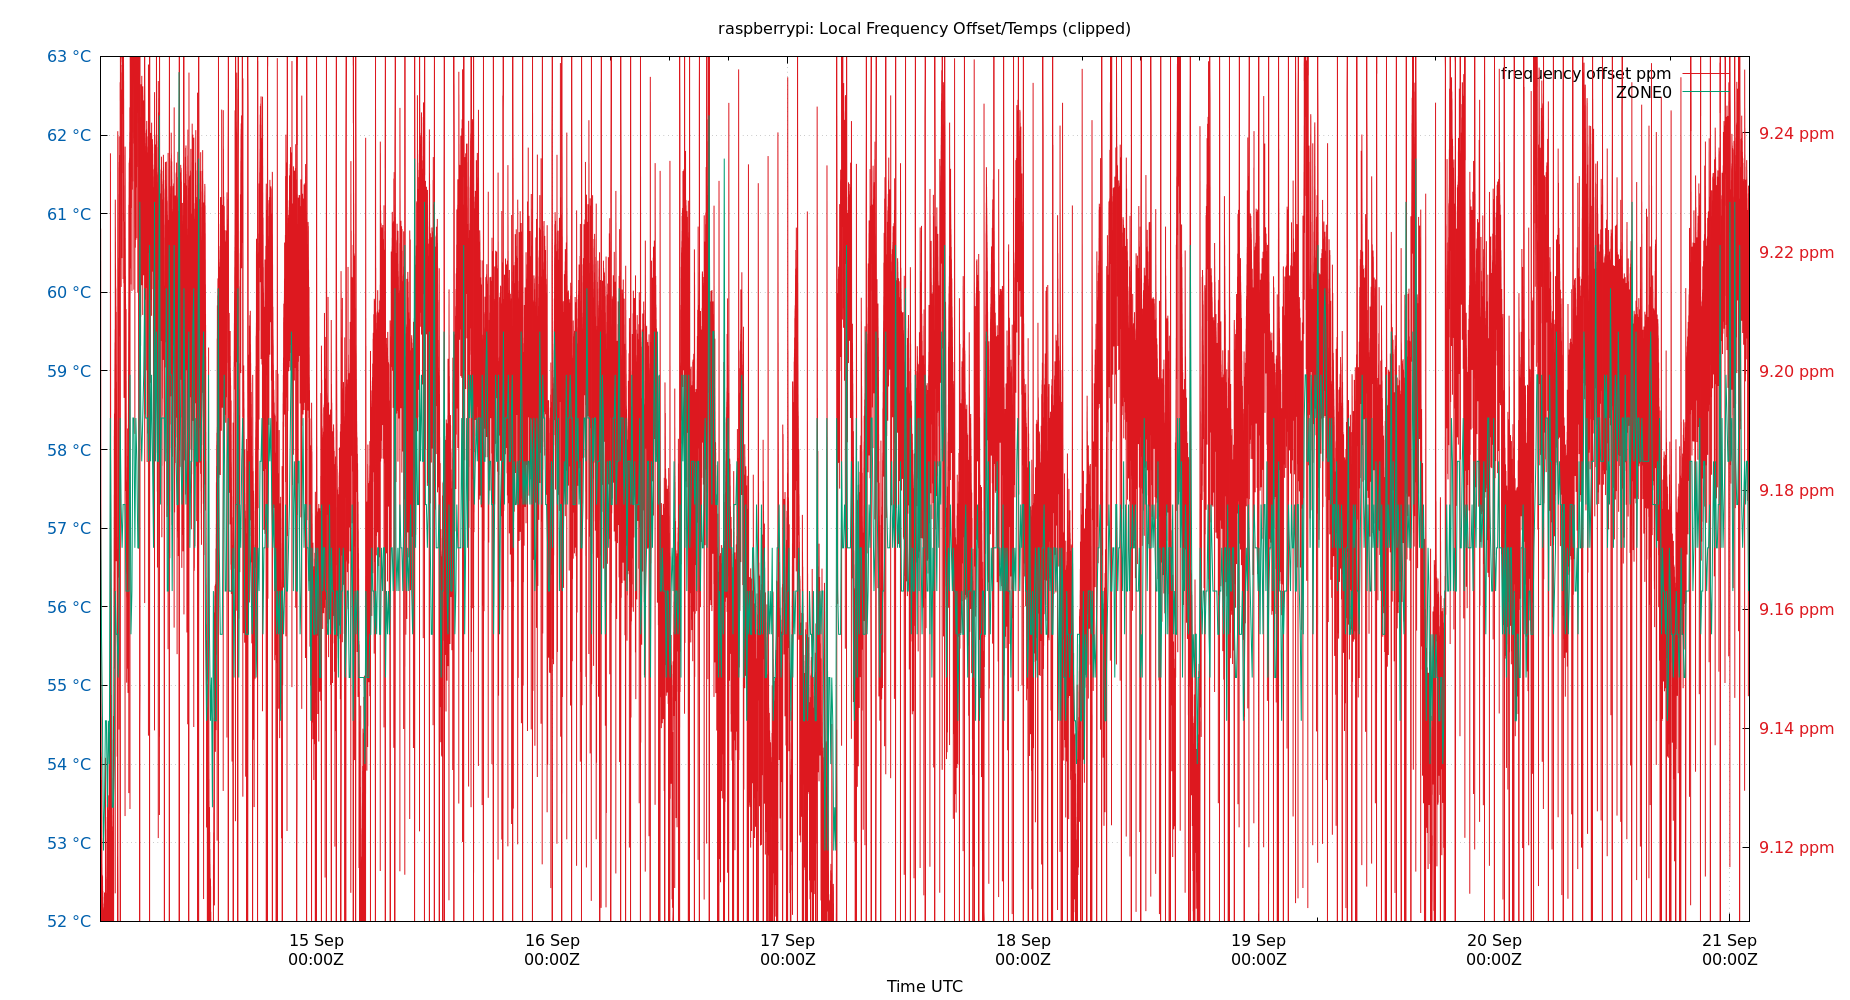 raspberrypi: Local Frequency Offset/Temps (clipped)
63 °C
62 °C
61 °C
60 °C
59 °C
58 °C
57 °C
56 °C
55 °C
54 °C
53 °C
52 °C
frequency offset ppm
ZONE0
9.24 ppm
9.22 ppm
9.20 ppm
9.18 ppm
9.16 ppm
9.14 ppm
9.12 ppm
15 Sep 16 Sep 17 Sep 18 Sep 19 Sep 20 Sep 21 Sep
00:00Z 00:00Z 00:00Z 00:00Z 00:00Z 00:00Z 00:00Z
Time UTC